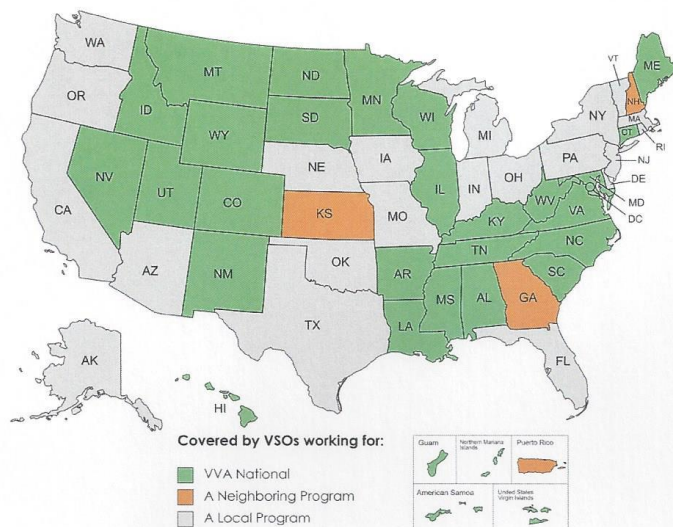 WA
OR
CA
NV
ID
MT
WY
UT
CO
AZ
NM
ND
SD
NE
KS
OK
TX
MN
IA
MO
AR
LA
WI
IL
MI
IN
OH
KY
TN
MS
AL
GA
FL
SC
NC
VA
WV
PA
NY
VT
NH
ME
MA
CT
RI
NJ
DE
MD
DC
AK
HI
Covered by VSOs working for:
VVA National
A Neighboring Program
A Local Program
Guam
Northern Mariana
Islands
Puerto Rico
American Samoa
United States
Virgin Islands